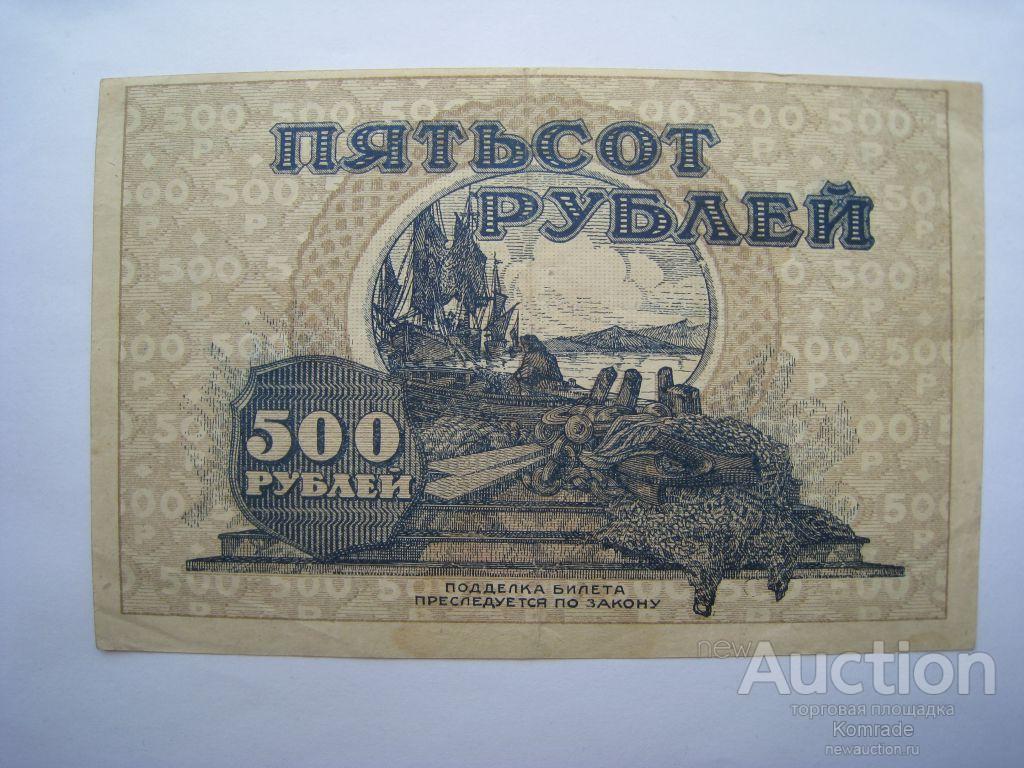 ПЯТЬСОТ
РУБЛЕЙ
500
РУБЛЕЙ
ПОДДЕЛКА БИЛЕТА
ПРЕСЛЕДУЕТСЯ ПО ЗАКОНУ
newAuction
торговая площадка
Komrade
newauction.ru